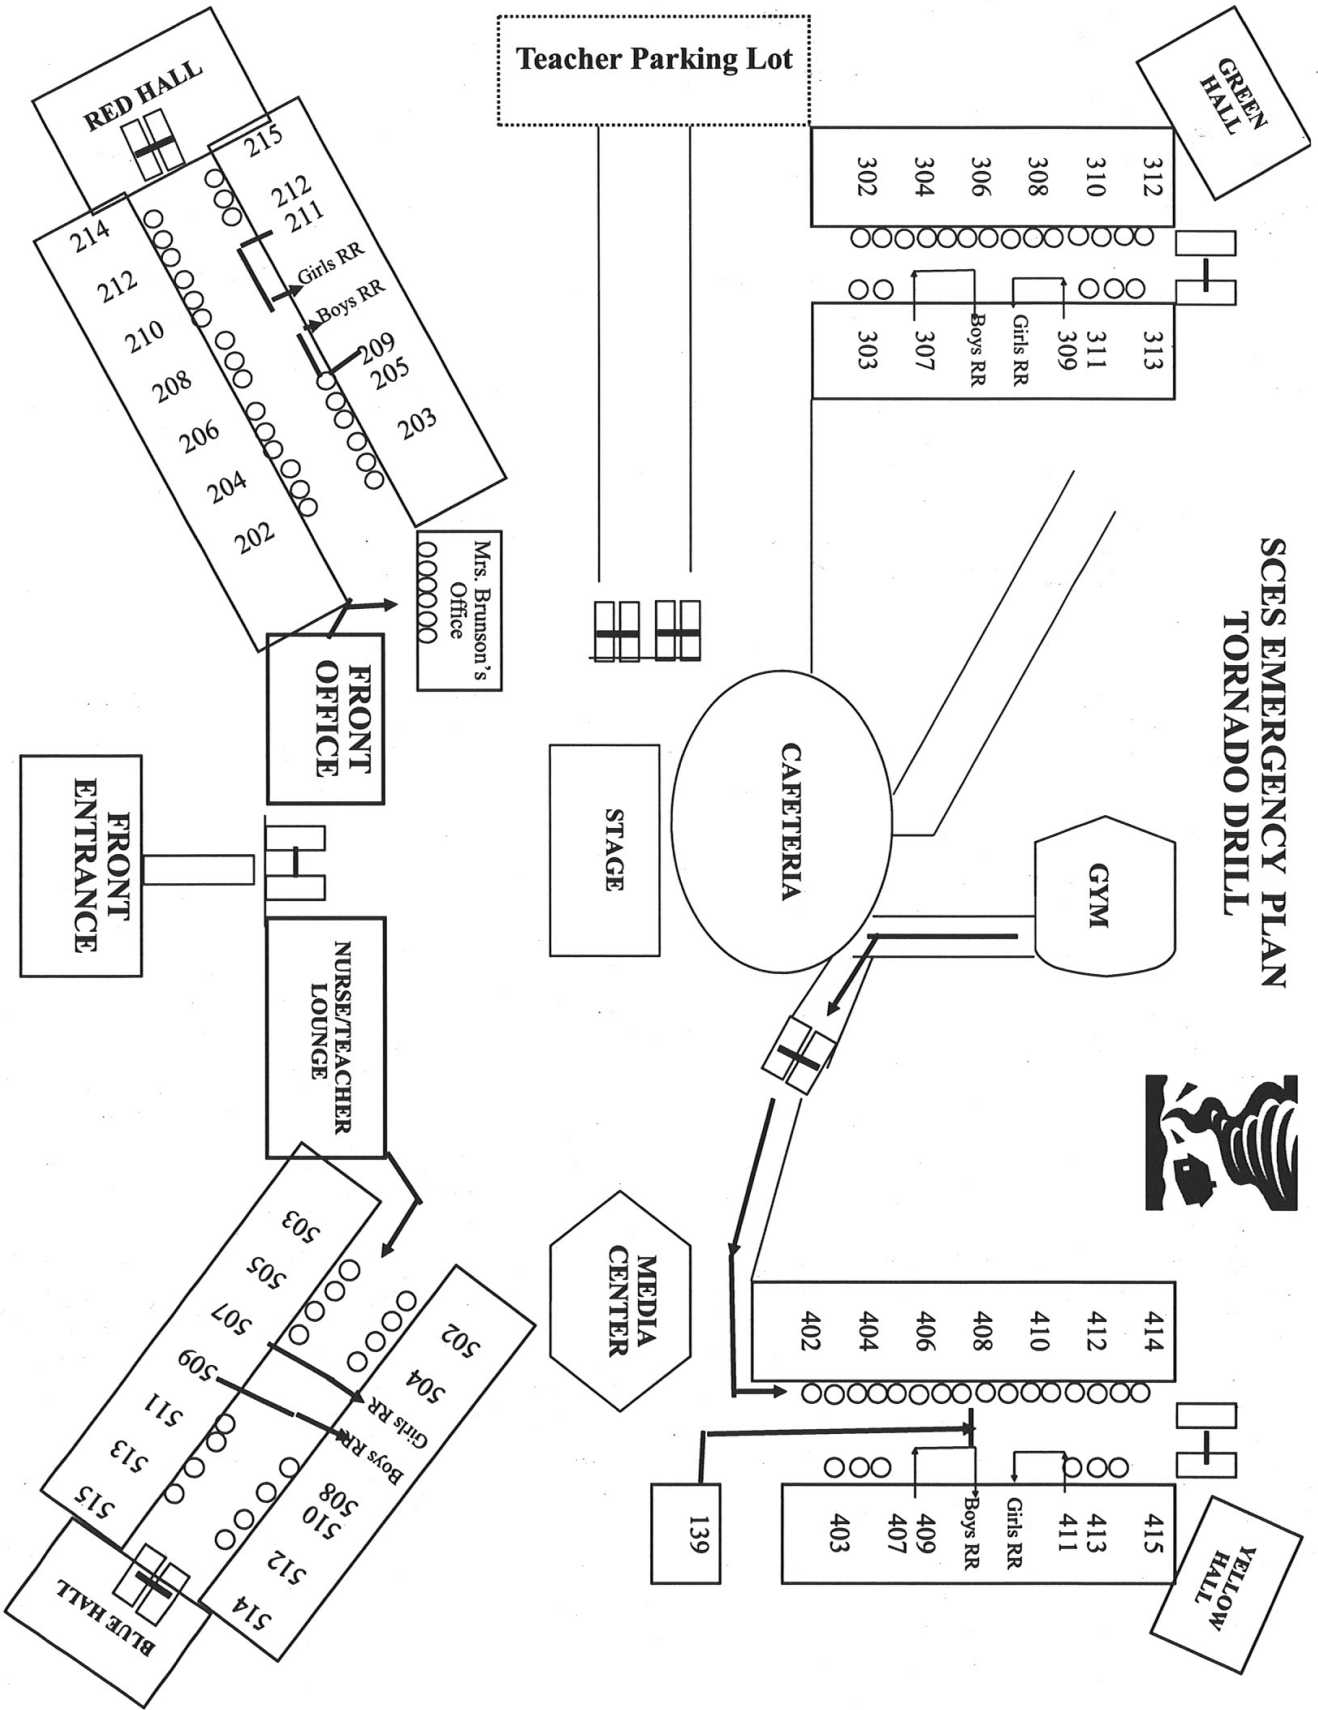 SCES EMERGENCY PLAN
TORNADO DRILL
Teacher Parking Lot
GREEN
HALL
302
304
306
308
310
312
303
307
Boys RR
Girls RR
309
311
313
RED HALL
215
212
211
Girls RR
Boys RR
209
205
203
214
212
210
208
206
204
202
Mrs. Brunson's
Office
FRONT
OFFICE
FRONT
ENTRANCE
STAGE
CAFETERIA
GYM
NURSE/TEACHER
LOUNGE
MEDIA
CENTER
402
404
406
408
410
412
414
403
407
409
Boys RR
Girls RR
411
413
415
139
YELLOW
HALL
503
505
507
509
511
513
515
502
504
Girls RR
Boys RR
508
510
512
514
BLUE HALL